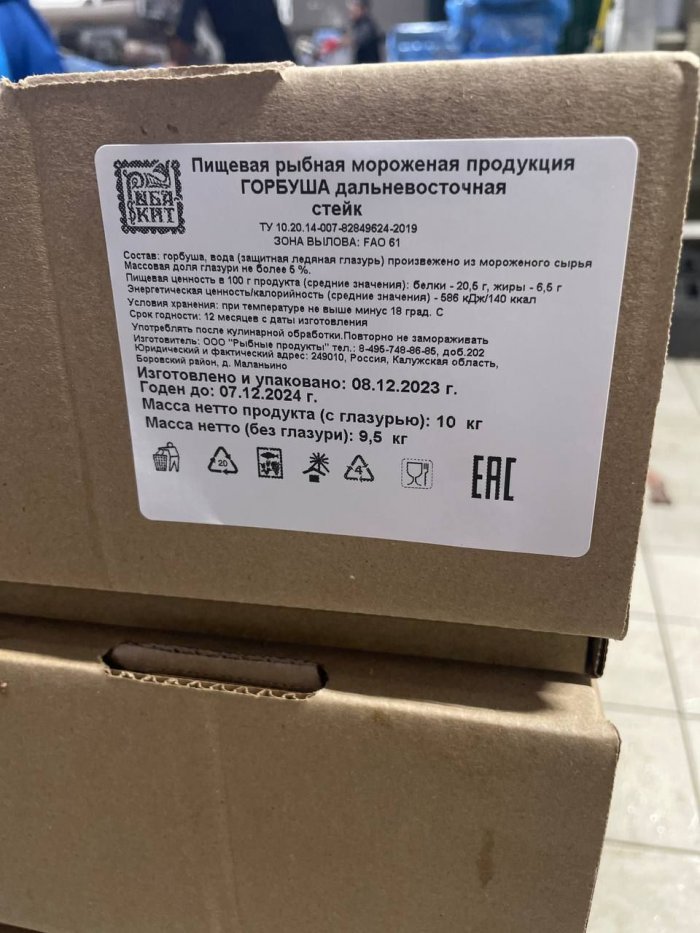 РЫБА
КИТ
Пищевая рыбная мороженая продукция
ГОРБУША дальневосточная
стейк
ТУ 10.20.14-007-82849624-2019
ЗОНА ВЫЛОВА: FAO 61
Состав: горбуша, вода (защитная ледяная глазурь) произвежено из мороженого сырья
Массовая доля глазури не более 5 %.
Пищевая ценность в 100 г продукта (средние значения): белки - 20,5 г, жиры - 6,5 г
Энергетическая ценность/калорийность (средние значения) - 586 кДж/140 ккал
Условия хранения: при температуре не выше минус 18 град. С
Срок годности: 12 месяцев с даты изготовления
Употреблять после кулинарной обработки.Повторно не замораживать
Изготовитель: ООО "Рыбные продукты" тел.: 8-495-748-86-85, доб.202
Юридический и фактический адрес: 249010, Россия, Калужская область,
Боровский район, д. Маланьино
Изготовлено и упаковано: 08.12.2023 г.
Годен до: 07.12.2024 г.
Масса нетто продукта (с глазурью): 10 кг
Масса нетто (без глазури): 9,5 кг
20
4
EAC